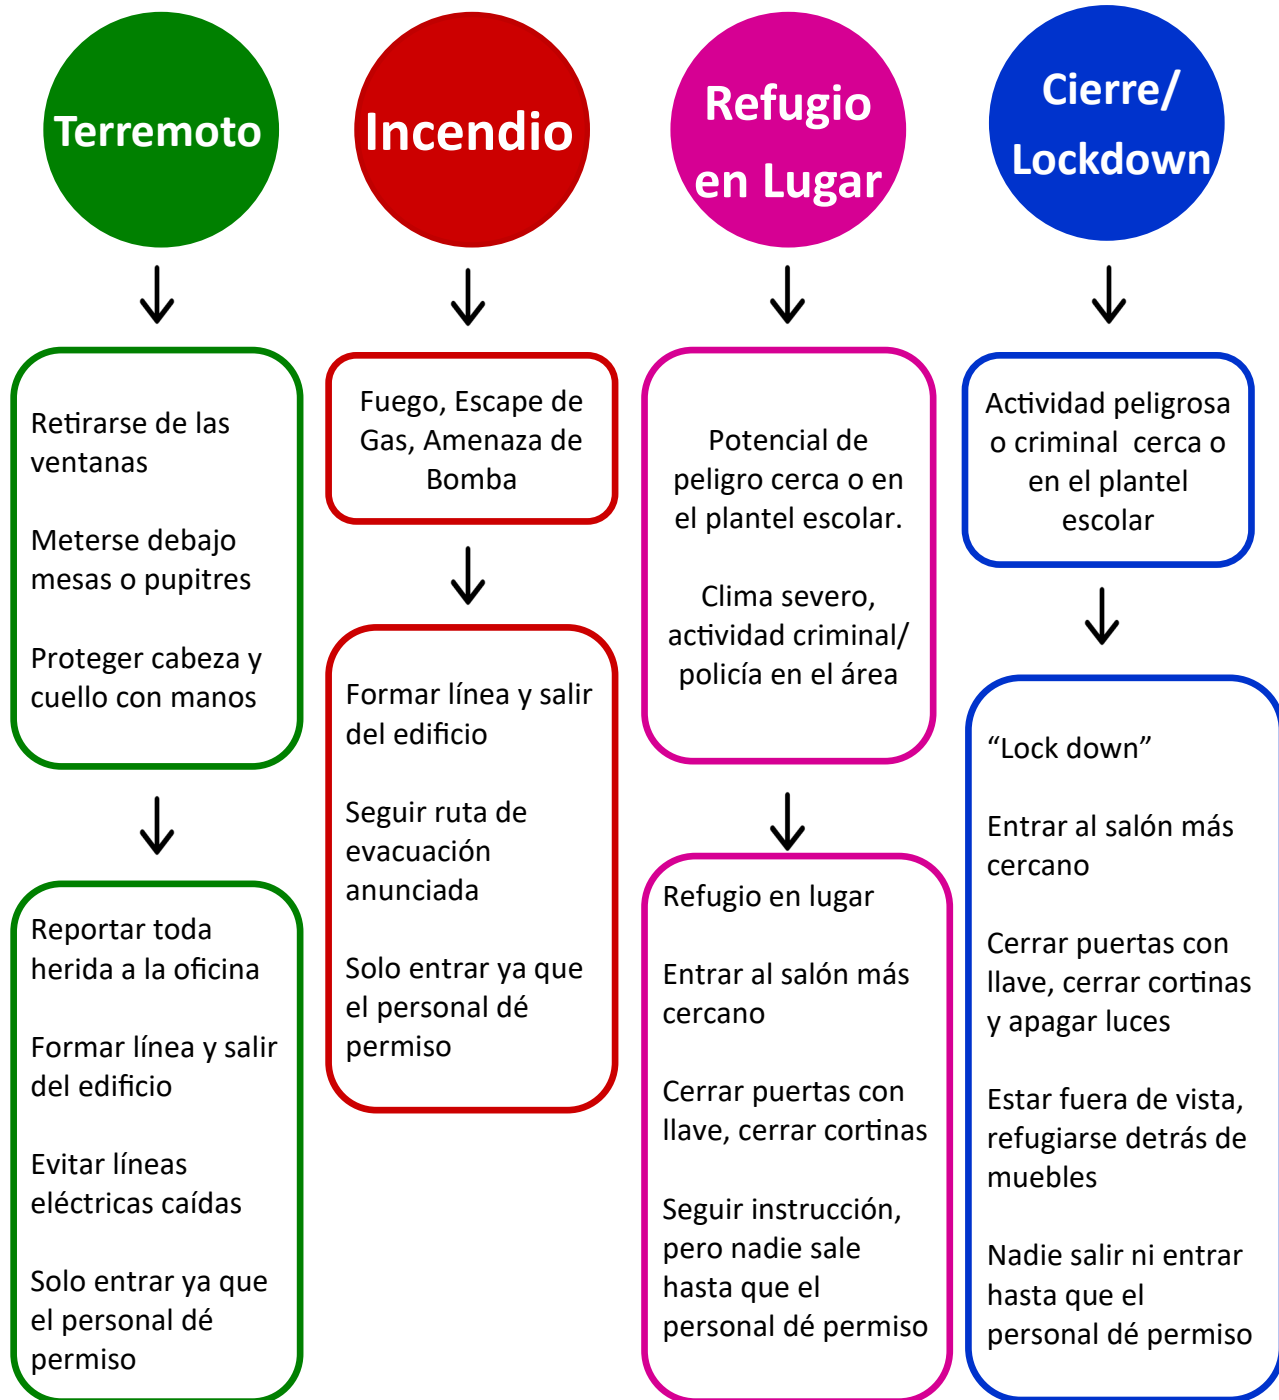 Terremoto
Retirarse de las
ventanas
Meterse debajo
mesas o pupitres
Proteger cabeza y
cuello con manos
Reportar toda
herida a la oficina
Formar línea y salir
del edificio
Evitar líneas
eléctricas caídas
Solo entrar ya que
el personal dé
permiso
Incendio
Fuego, Escape de
Gas, Amenaza de
Bomba
Formar línea y salir
del edificio
Seguir ruta de
evacuación
anunciada
Solo entrar ya que
el personal dé
permiso
Refugio
en Lugar
Potencial de
peligro cerca o en
el plantel escolar.
Clima severo,
actividad criminal/
policía en el área
Refugio en lugar
Entrar al salón más
cercano
Cerrar puertas con
llave, cerrar cortinas
Seguir instrucción,
pero nadie sale
hasta que el
personal dé permiso
Cierre/
Lockdown
Actividad peligrosa
o criminal  cerca o
en el plantel
escolar
“Lock down”
Entrar al salón más
cercano
Cerrar puertas con
llave, cerrar cortinas
y apagar luces
Estar fuera de vista,
refugiarse detrás de
muebles
Nadie salir ni entrar
hasta que el
personal dé permiso